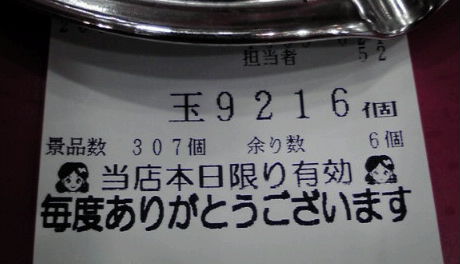 担当者 52
玉9216個
景品数 307個 余り数 6個
当店本日限り有効
毎度ありがとうございます